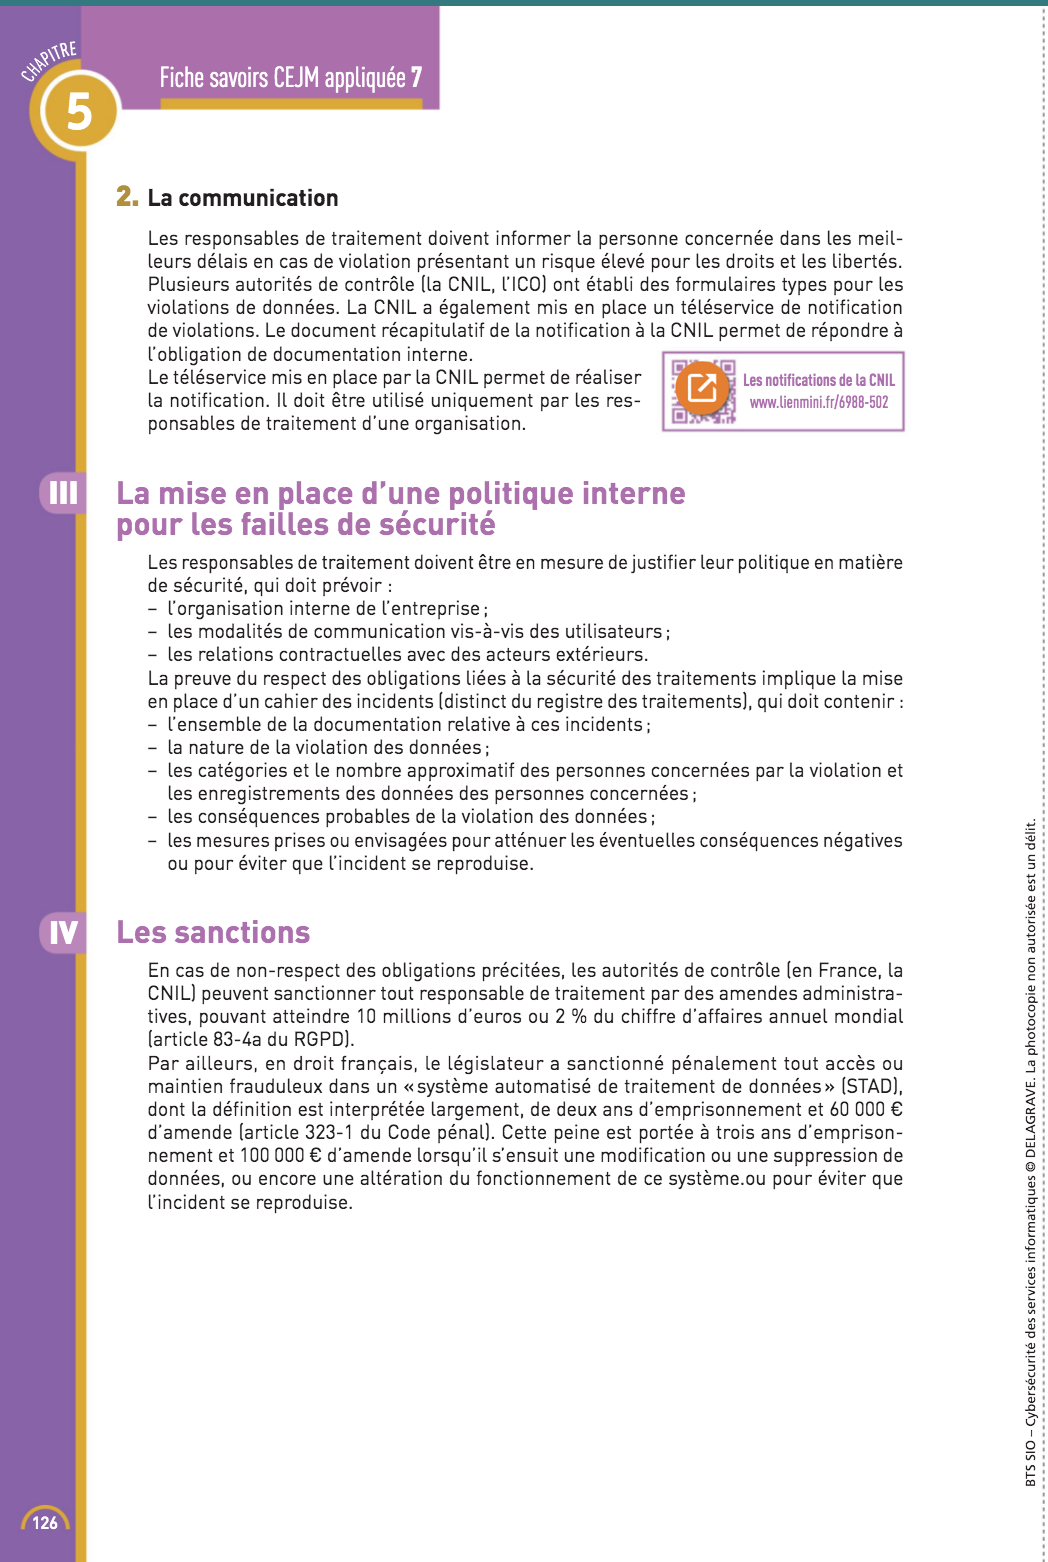 CHAPITRE
5
Fiche savoirs CEJM appliquée 7
2. La communication
Les responsables de traitement doivent informer la personne concernée dans les meil-
leurs délais en cas de violation présentant un risque élevé pour les droits et les libertés.
Plusieurs autorités de contrôle (la CNIL, l’ICO) ont établi des formulaires types pour les
violations de données. La CNIL a également mis en place un téléservice de notification
de violations. Le document récapitulatif de la notification à la CNIL permet de répondre à
l’obligation de documentation interne.
Le téléservice mis en place par la CNIL permet de réaliser
la notification. Il doit être utilisé uniquement par les res-
ponsables de traitement d’une organisation.
Les notifications de la CNIL
www.lienmini.fr/6988-502
III La mise en place d’une politique interne
pour les failles de sécurité
Les responsables de traitement doivent être en mesure de justifier leur politique en matière
de sécurité, qui doit prévoir :
– l’organisation interne de l’entreprise ;
– les modalités de communication vis-à-vis des utilisateurs ;
– les relations contractuelles avec des acteurs extérieurs.
La preuve du respect des obligations liées à la sécurité des traitements implique la mise
en place d’un cahier des incidents (distinct du registre des traitements), qui doit contenir :
– l’ensemble de la documentation relative à ces incidents ;
– la nature de la violation des données ;
– les catégories et le nombre approximatif des personnes concernées par la violation et
les enregistrements des données des personnes concernées ;
– les conséquences probables de la violation des données ;
– les mesures prises ou envisagées pour atténuer les éventuelles conséquences négatives
ou pour éviter que l’incident se reproduise.
IV Les sanctions
En cas de non-respect des obligations précitées, les autorités de contrôle (en France, la
CNIL) peuvent sanctionner tout responsable de traitement par des amendes administra-
tives, pouvant atteindre 10 millions d’euros ou 2 % du chiffre d’affaires annuel mondial
(article 83-4a du RGPD).
Par ailleurs, en droit français, le législateur a sanctionné pénalement tout accès ou
maintien frauduleux dans un « système automatisé de traitement de données » (STAD),
dont la définition est interprétée largement, de deux ans d’emprisonnement et 60 000 €
d’amende (article 323-1 du Code pénal). Cette peine est portée à trois ans d’emprison-
nement et 100 000 € d’amende lorsqu’il s’ensuit une modification ou une suppression de
données, ou encore une altération du fonctionnement de ce système.ou pour éviter que
l’incident se reproduise.
BTS SIO – Cybersécurité des services informatiques © DELAGRAVE. La photocopie non autorisée est un délit.
126